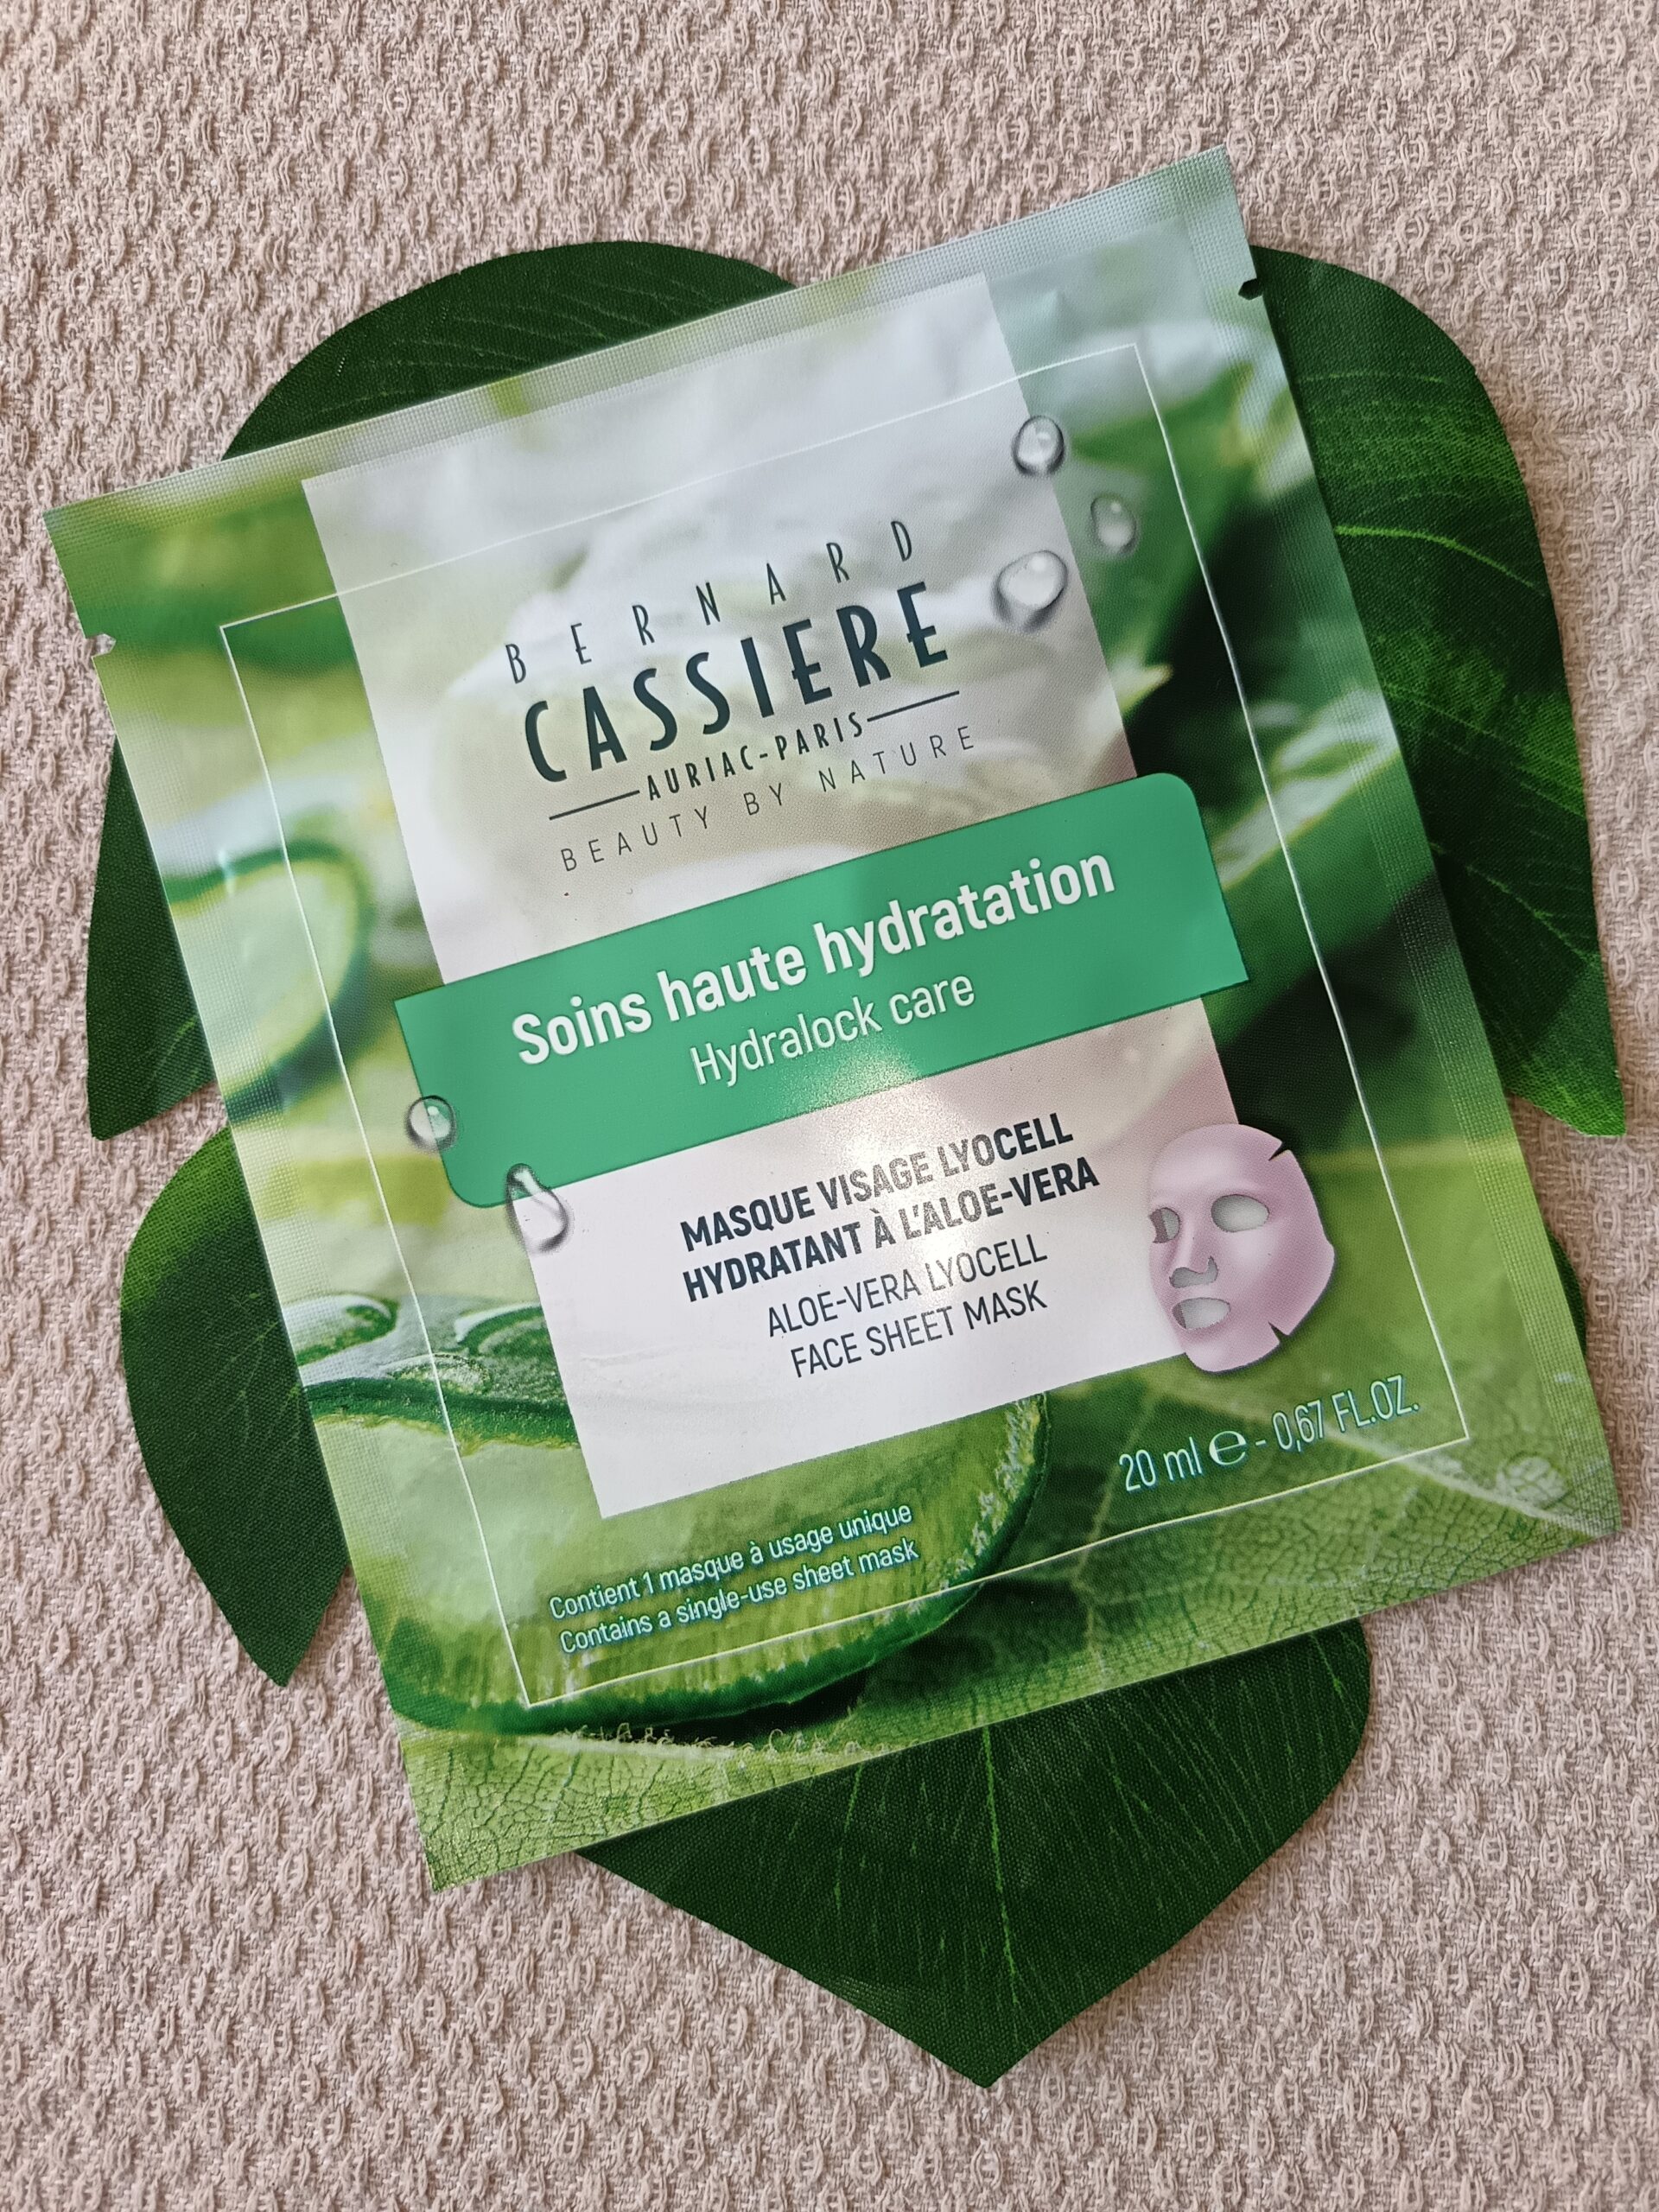 BERNARD
CASSIERE
AURIAC-PARIS
BEAUTY BY NATURE
Soins haute hydratation
Hydralock care
MASQUE VISAGE LYOCELL
HYDRATANT À L'ALOE-VERA
ALOE-VERA LYOCELL
FACE SHEET MASK
20 ml ℮ - 0,67 FL.OZ.
Contient 1 masque à usage unique
Contains a single-use sheet mask